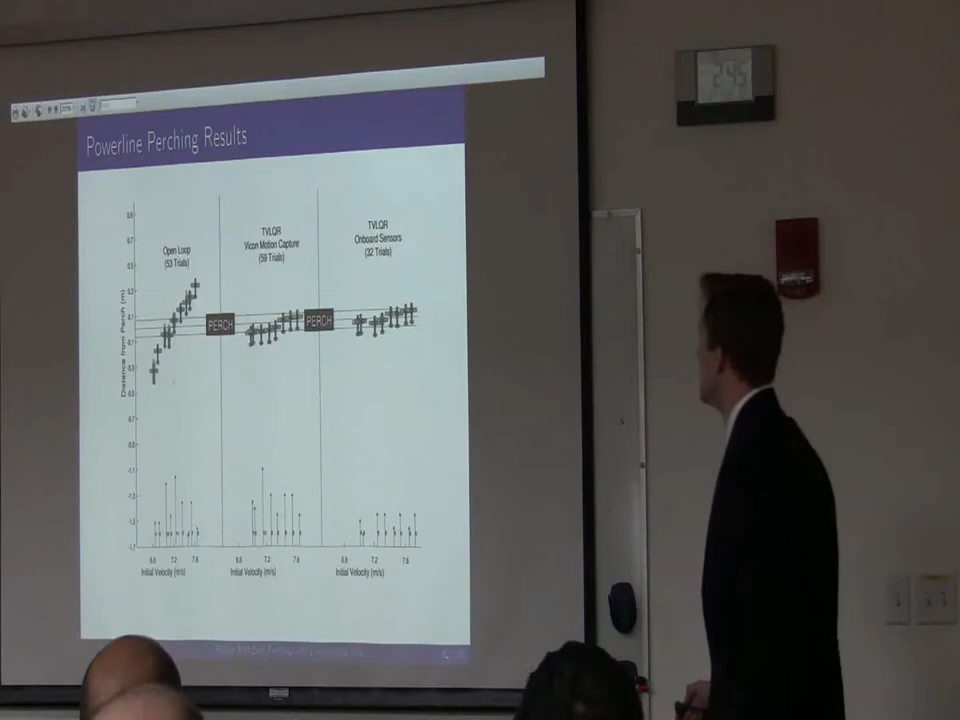 2:45
Powerline Perching Results
Open Loop
(53 Trials)
TVLQR
Vicon Motion Capture
(59 Trials)
TVLQR
Onboard Sensors
(32 Trials)
Distance from Perch (m)
PERCH
PERCH
6.8 7.2 7.6
6.8 7.2 7.6
6.8 7.2 7.6
Initial Velocity (m/s)
Initial Velocity (m/s)
Initial Velocity (m/s)